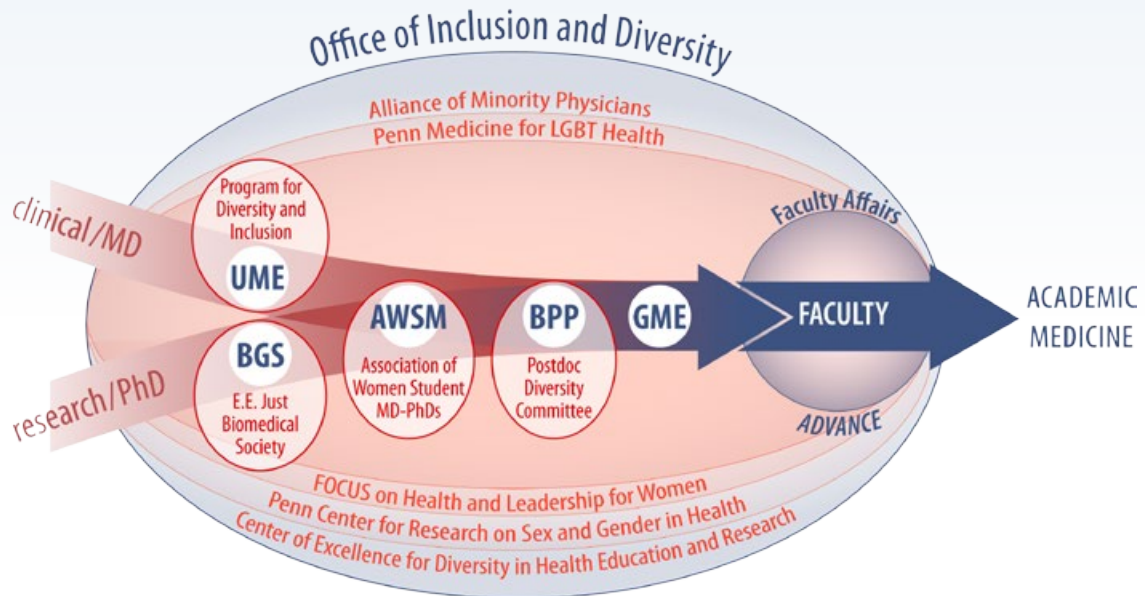 Office of Inclusion and Diversity
Alliance of Minority Physicians
Penn Medicine for LGBT Health
clinical/MD
Program for
Diversity and
Inclusion
UME
research/PhD
BGS
E.E. Just
Biomedical
Society
AWSM
Association of
Women Student
MD-PhDs
BPP
Postdoc
Diversity
Committee
GME
Faculty Affairs
FACULTY
ADVANCE
ACADEMIC
MEDICINE
FOCUS on Health and Leadership for Women
Penn Center for Research on Sex and Gender in Health
Center of Excellence for Diversity in Health Education and Research